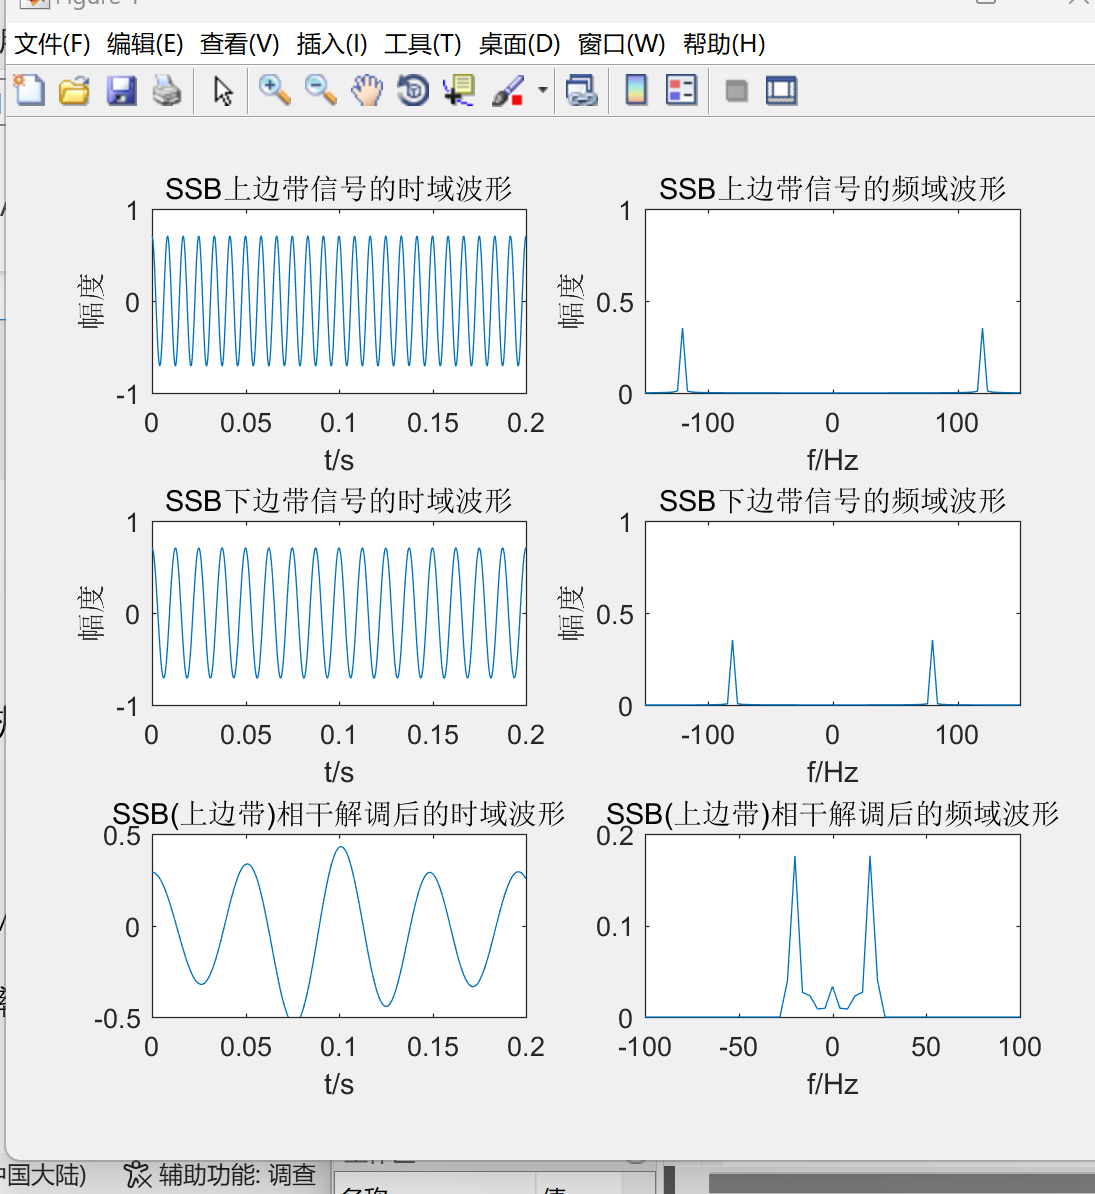 Figure 1
文件(F) 编辑(E) 查看(V) 插入(I) 工具(T) 桌面(D) 窗口(W) 帮助(H)
SSB上边带信号的时域波形
1
0
-1
幅度
0 0.05 0.1 0.15 0.2
t/s
SSB上边带信号的频域波形
1
0.5
0
幅度
-100 0 100
f/Hz
SSB下边带信号的时域波形
1
0
-1
幅度
0 0.05 0.1 0.15 0.2
t/s
SSB下边带信号的频域波形
1
0.5
0
幅度
-100 0 100
f/Hz
SSB(上边带)相干解调后的时域波形
0.5
0
-0.5
0 0.05 0.1 0.15 0.2
t/s
SSB(上边带)相干解调后的频域波形
0.2
0.1
0
-100 -50 0 50 100
f/Hz
中国大陆) 辅助功能: 调查
名称 值